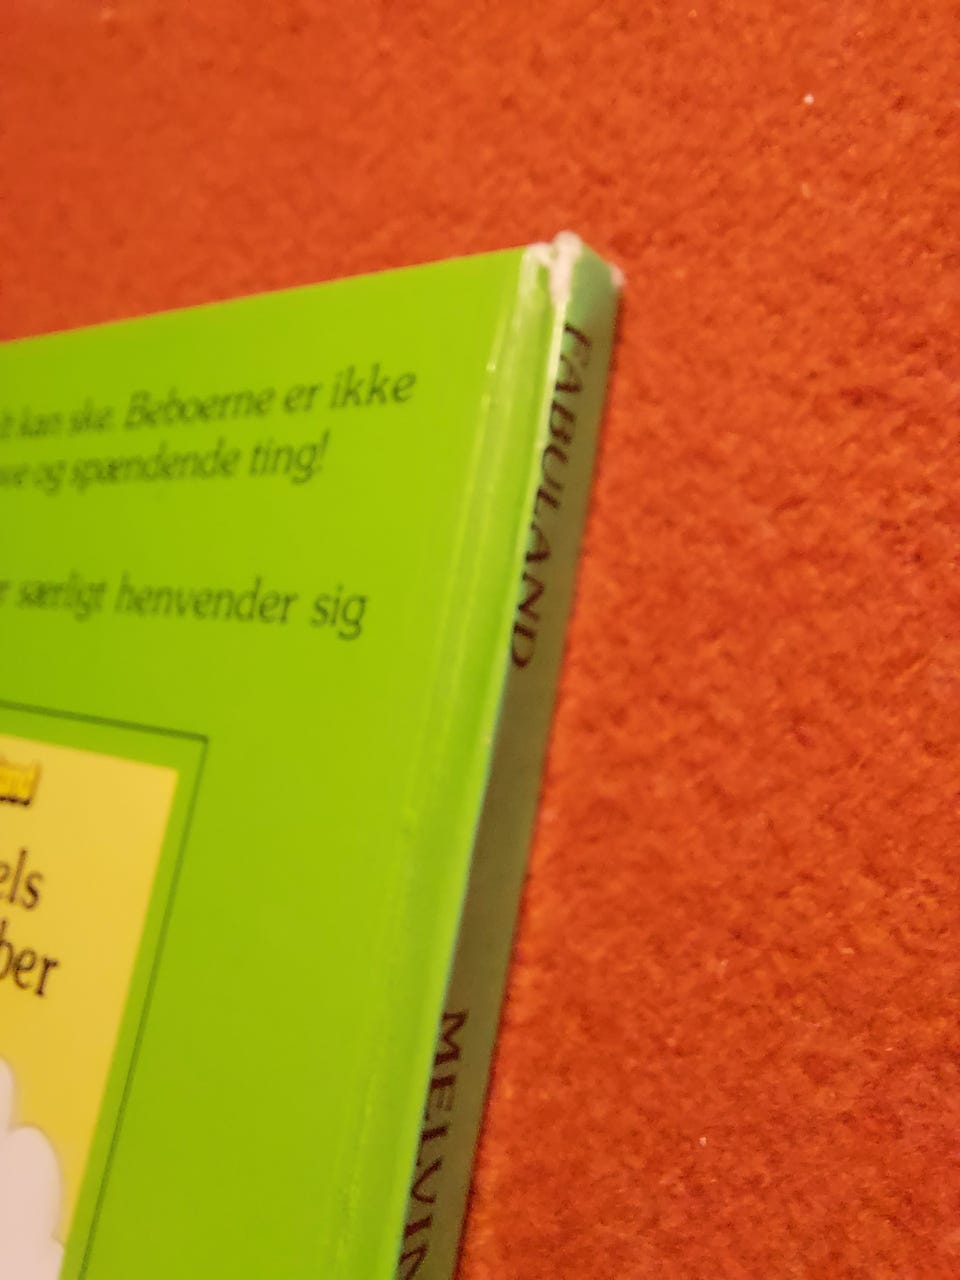 kan ske. Beboerne er ikke
og spændende ting!
særligt henvender sig
els
ber
FABULAND
MELVIN